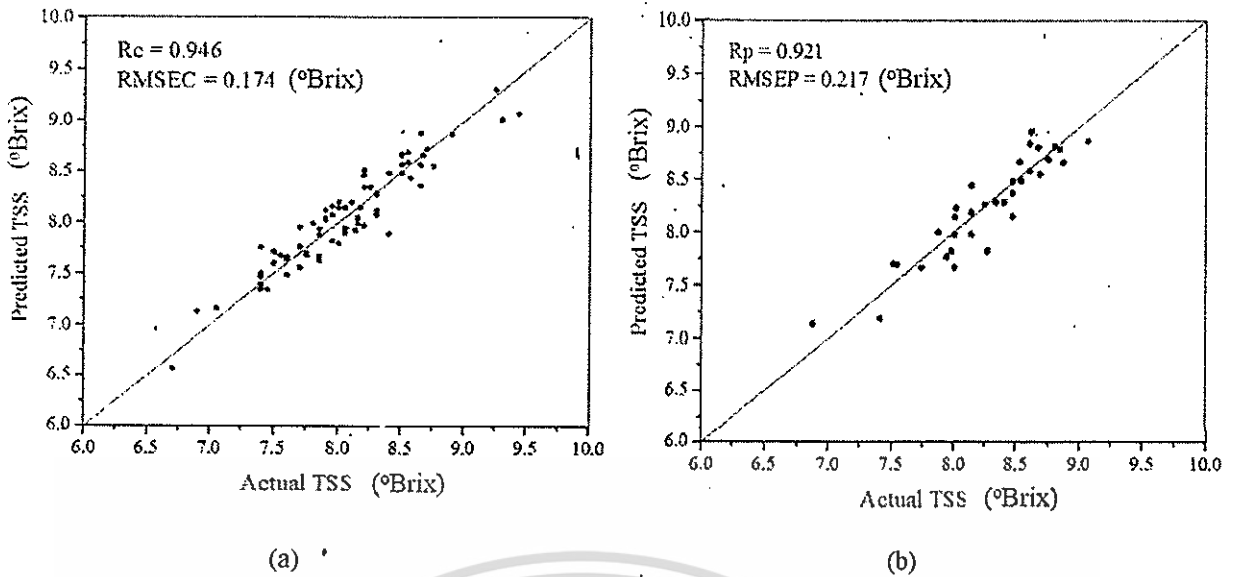 Rc = 0.946
RMSEC = 0.174 (°Brix)
Predicted TSS (°Brix)
10.0
9.5
9.0
8.5
8.0
7.5
7.0
6.5
6.0
6.0 7.0 7.5 8.0 8.5 9.0 9.5 10.0
Actual TSS (°Brix)
(a)
Rp = 0.921
RMSEP = 0.217 (°Brix)
Predicted TSS (°Brix)
10.0
9.5
9.0
8.5
8.0
7.5
7.0
6.5
6.0
6.0 6.5 7.0 7.5 8.0 8.5 9.0 9.5 10.0
Actual TSS (°Brix)
(b)